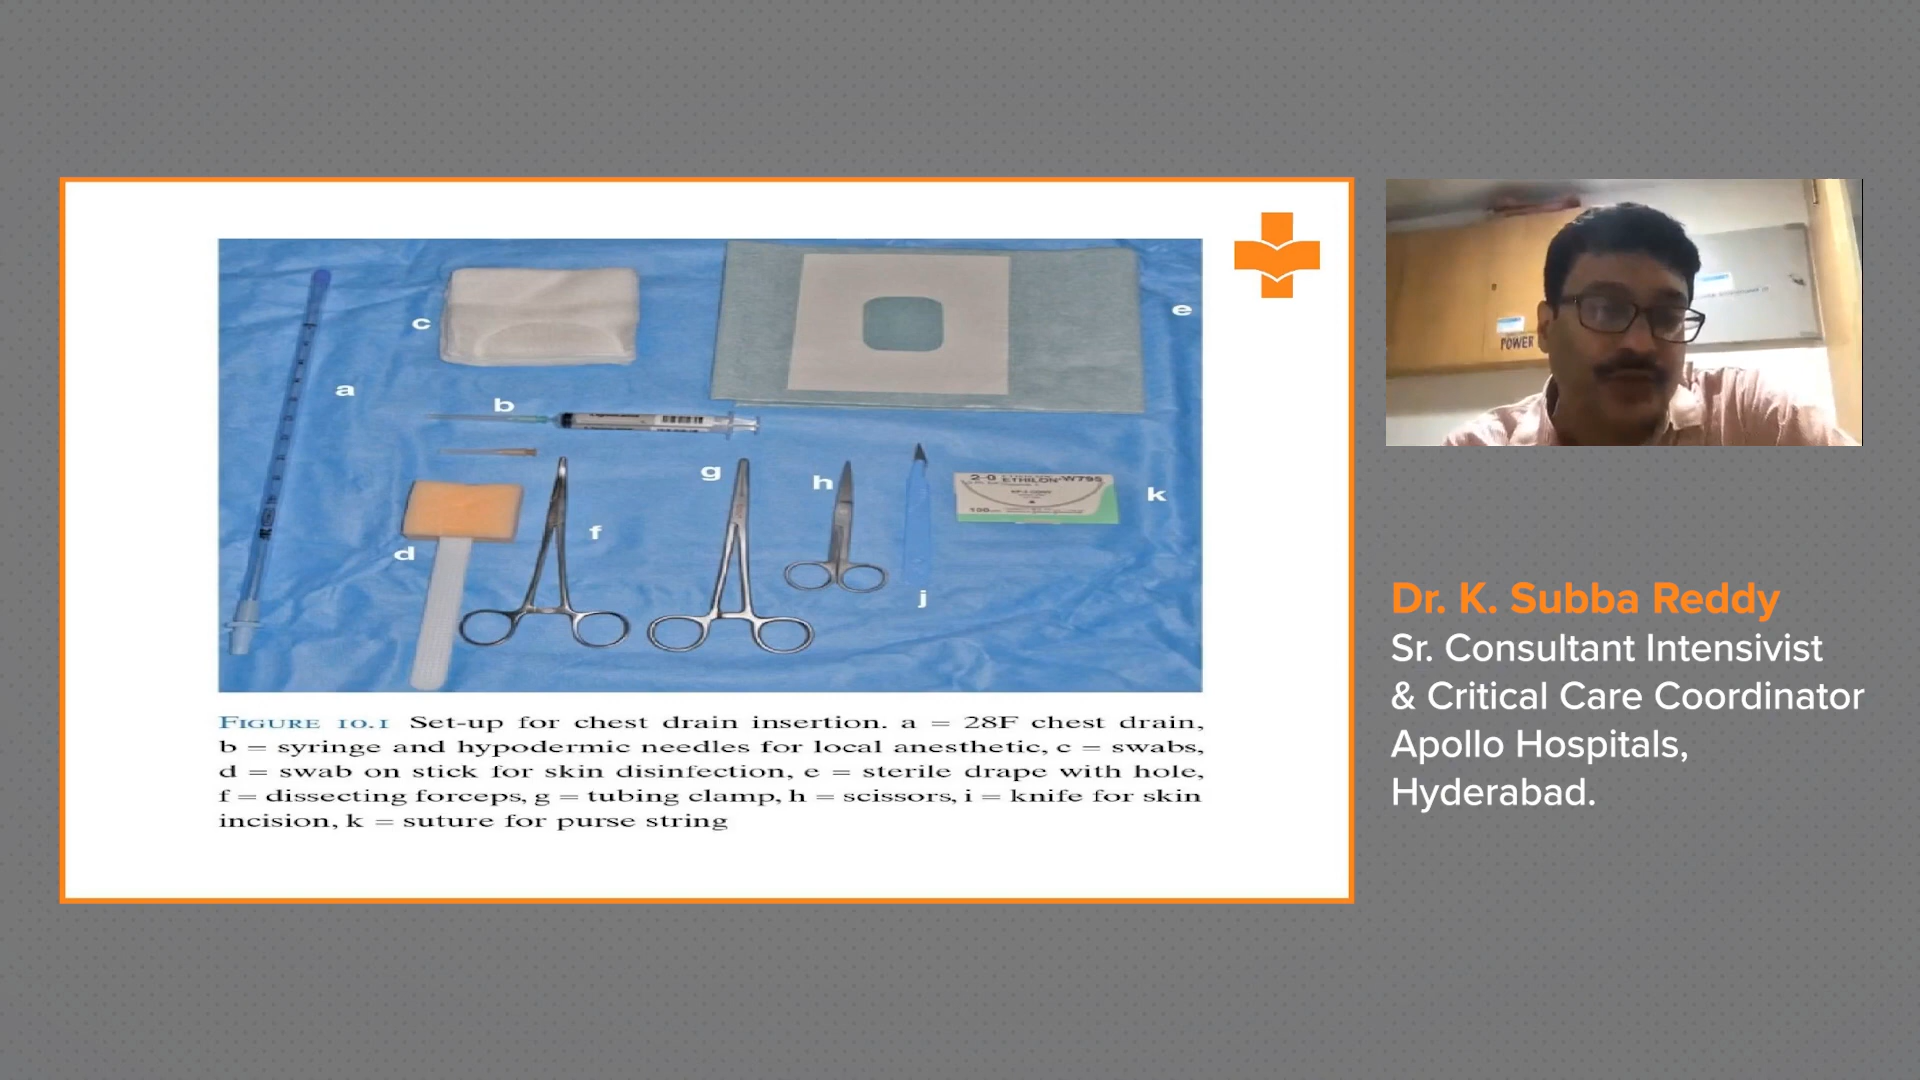 a
c
b
e
d
f
g
h
j
k
2-0 ETHILON W795
100cm
FIGURE 10.1 Set-up for chest drain insertion. a = 28F chest drain,
b = syringe and hypodermic needles for local anesthetic, c = swabs,
d = swab on stick for skin disinfection, e = sterile drape with hole,
f = dissecting forceps, g = tubing clamp, h = scissors, i = knife for skin
incision, k = suture for purse string
POWER
Dr. K. Subba Reddy
Sr. Consultant Intensivist
& Critical Care Coordinator
Apollo Hospitals,
Hyderabad.